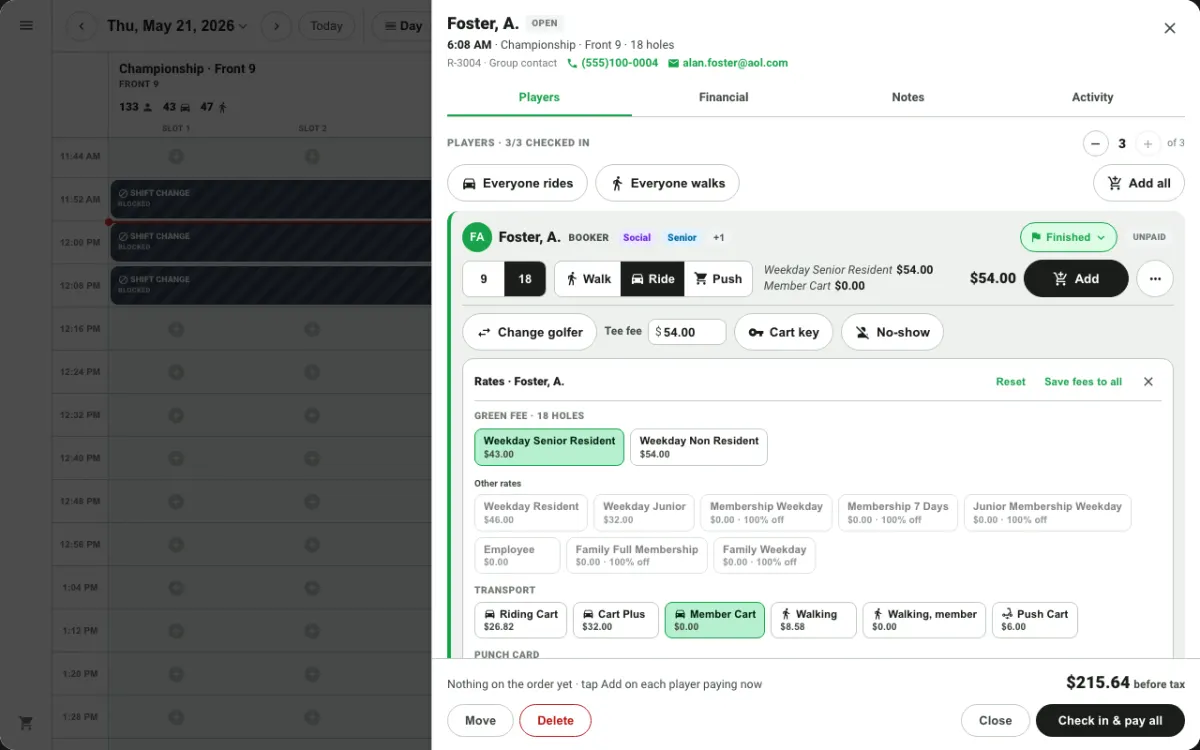 Thu, May 21, 2026
Today
Day
Championship · Front 9
FRONT 9
133 43 47
SLOT 1
SLOT 2
11:44 AM
11:52 AM
SHIFT CHANGE
BLOCKED
12:00 PM
SHIFT CHANGE
BLOCKED
12:08 PM
SHIFT CHANGE
BLOCKED
12:16 PM
12:24 PM
12:32 PM
12:40 PM
12:48 PM
12:56 PM
1:04 PM
1:12 PM
1:20 PM
1:28 PM
Foster, A. OPEN
6:08 AM · Championship · Front 9 · 18 holes
R-3004 · Group contact (555)100-0004 alan.foster@aol.com
Players
Financial
Notes
Activity
PLAYERS · 3/3 CHECKED IN
3 of 3
Everyone rides
Everyone walks
Add all
FA Foster, A. BOOKER Social Senior +1
Finished
UNPAID
9 18 Walk Ride Push
Weekday Senior Resident $54.00
Member Cart $0.00
$54.00
Add
Change golfer
Tee fee $ 54.00
Cart key
No-show
Rates · Foster, A.
Reset
Save fees to all
GREEN FEE · 18 HOLES
Weekday Senior Resident
$43.00
Weekday Non Resident
$54.00
Other rates
Weekday Resident
$46.00
Weekday Junior
$32.00
Membership Weekday
$0.00 · 100% off
Membership 7 Days
$0.00 · 100% off
Junior Membership Weekday
$0.00 · 100% off
Employee
$0.00
Family Full Membership
$0.00 · 100% off
Family Weekday
$0.00 · 100% off
TRANSPORT
Riding Cart
$26.82
Cart Plus
$32.00
Member Cart
$0.00
Walking
$8.58
Walking, member
$0.00
Push Cart
$6.00
PUNCH CARD
Nothing on the order yet · tap Add on each player paying now
$215.64 before tax
Move
Delete
Close
Check in & pay all